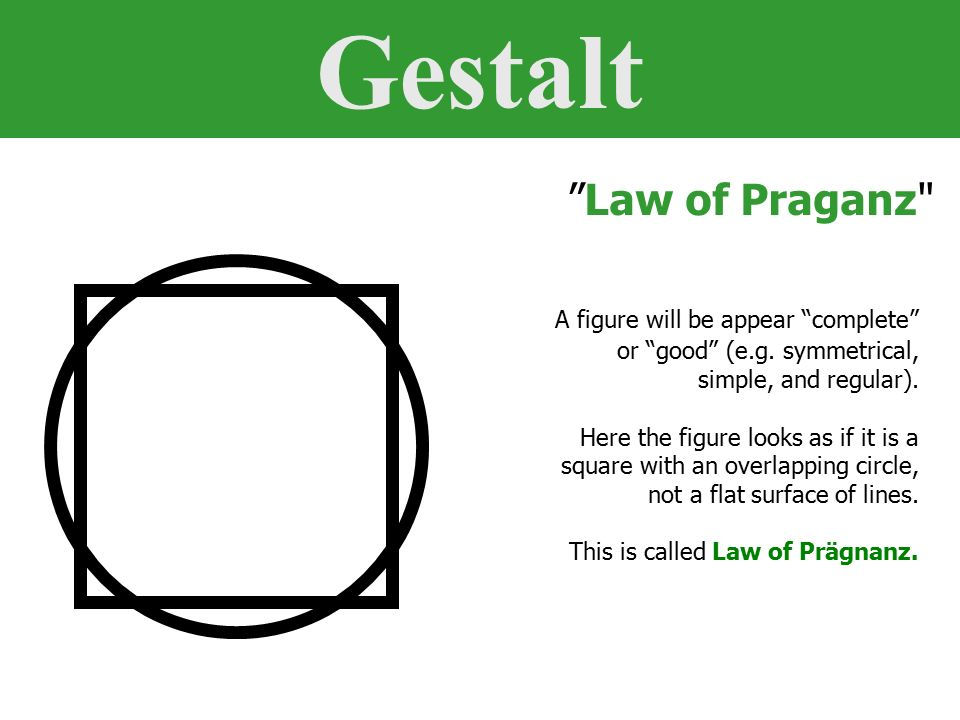 Gestalt
”Law of Praganz"
A figure will be appear “complete”
or “good” (e.g. symmetrical,
simple, and regular).
Here the figure looks as if it is a
square with an overlapping circle,
not a flat surface of lines.
This is called Law of Prägnanz.